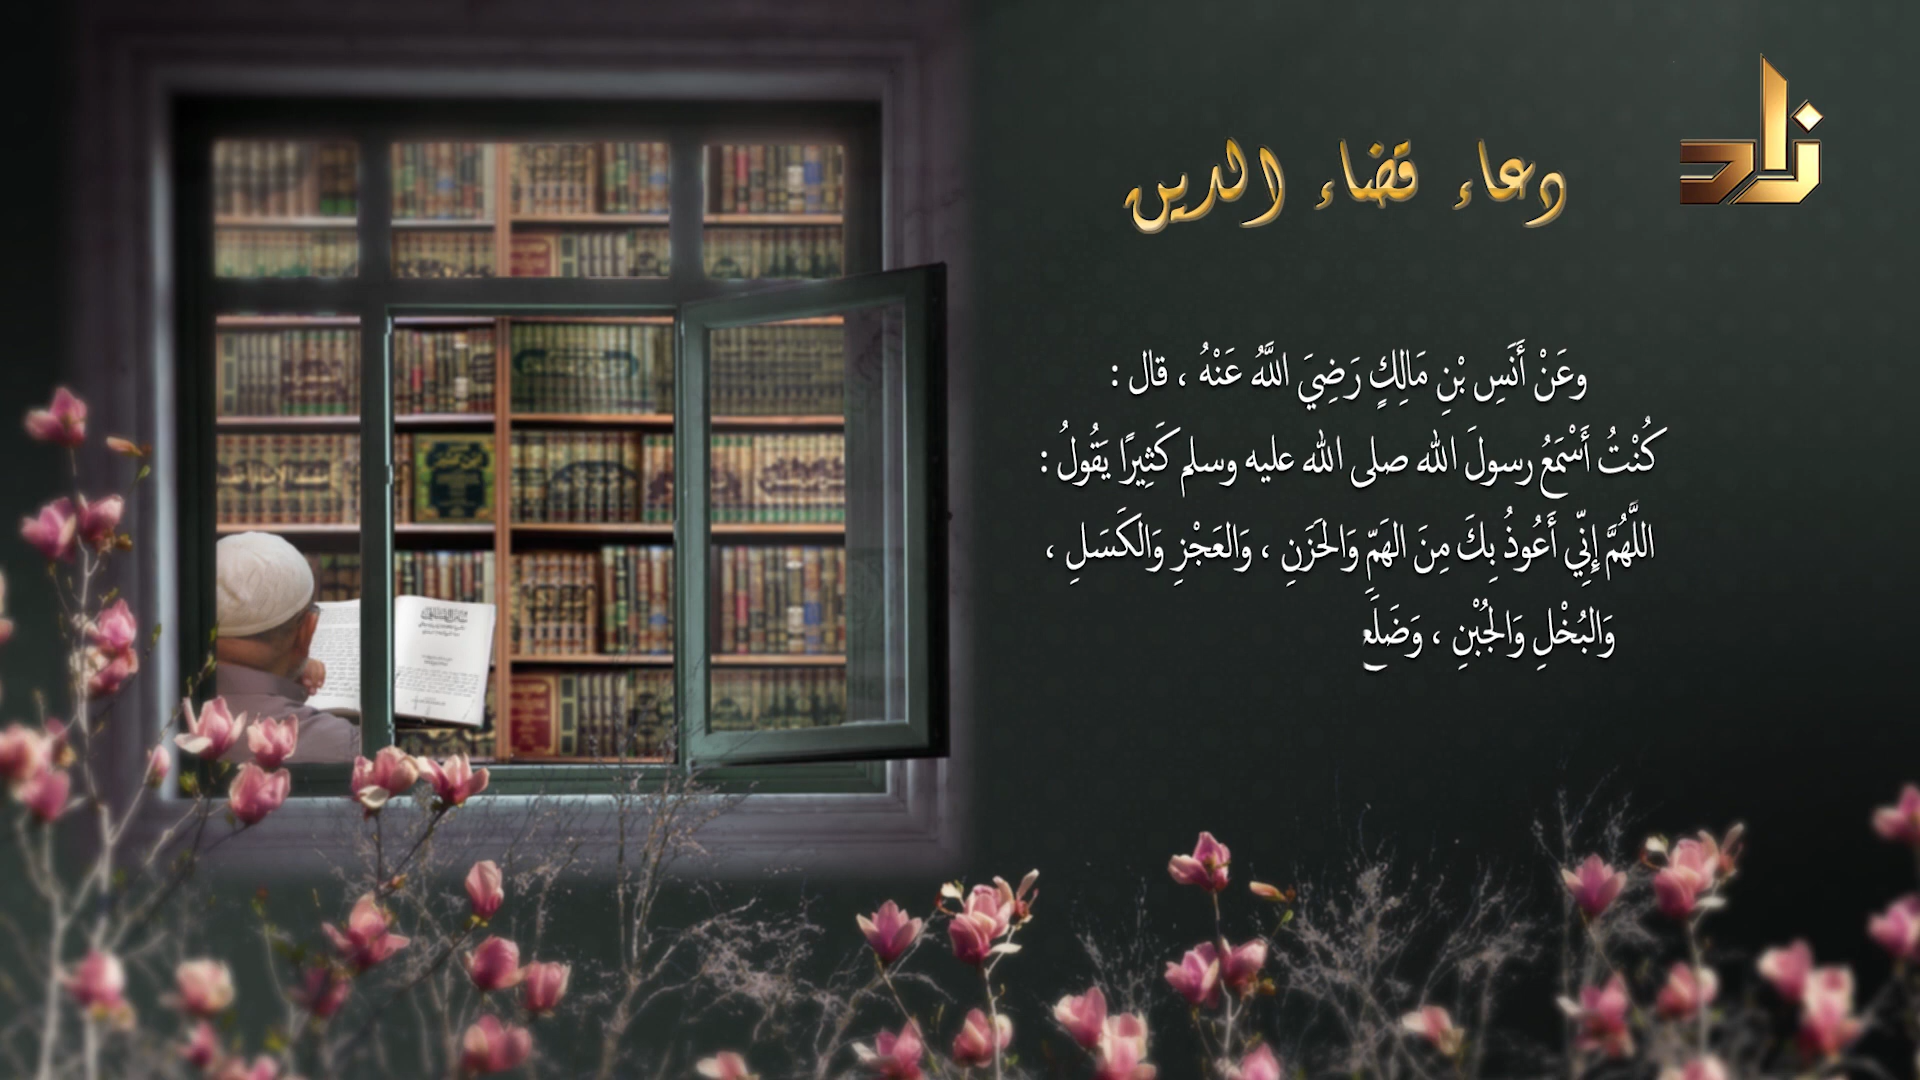 زاد
دعاء قضاء الدين
وعَنْ أَنَسِ بْنِ مَالِكٍ رَضِيَ اللَّهُ عَنْهُ ، قال :
كُنْتُ أَسْمَعُ رسولَ الله صلى الله عليه وسلم كَثِيرًا يَقُولُ :
اللَّهُمَّ إِنِّي أَعُوذُ بِكَ مِنَ الهَمِّ وَالحَزَنِ ، وَالعَجْزِ وَالكَسَلِ ،
وَالبُخْلِ وَالجُبْنِ ، وَضَلَعِ